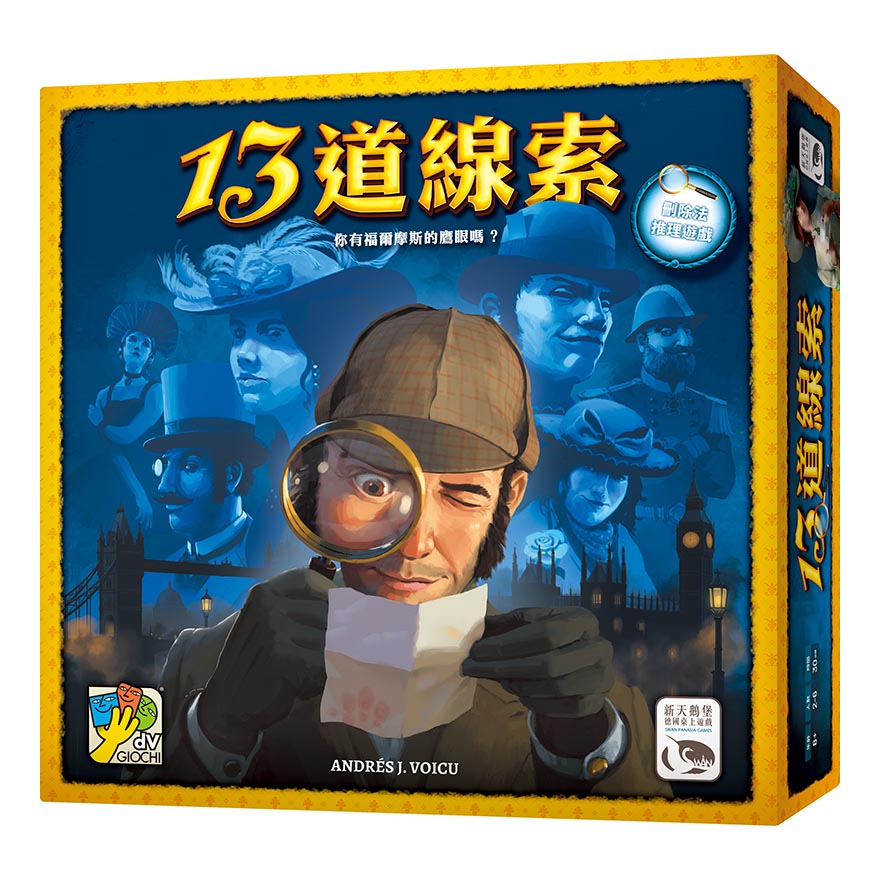 13道線索
你有福爾摩斯的鷹眼嗎？
刪除法
推理遊戲
dV
GIOCHI
ANDRÉS J. VOICU
新天鵝堡
德國桌上遊戲
SWAN PANASIA GAMES
SWAN
13道線索
8+
2-6
30